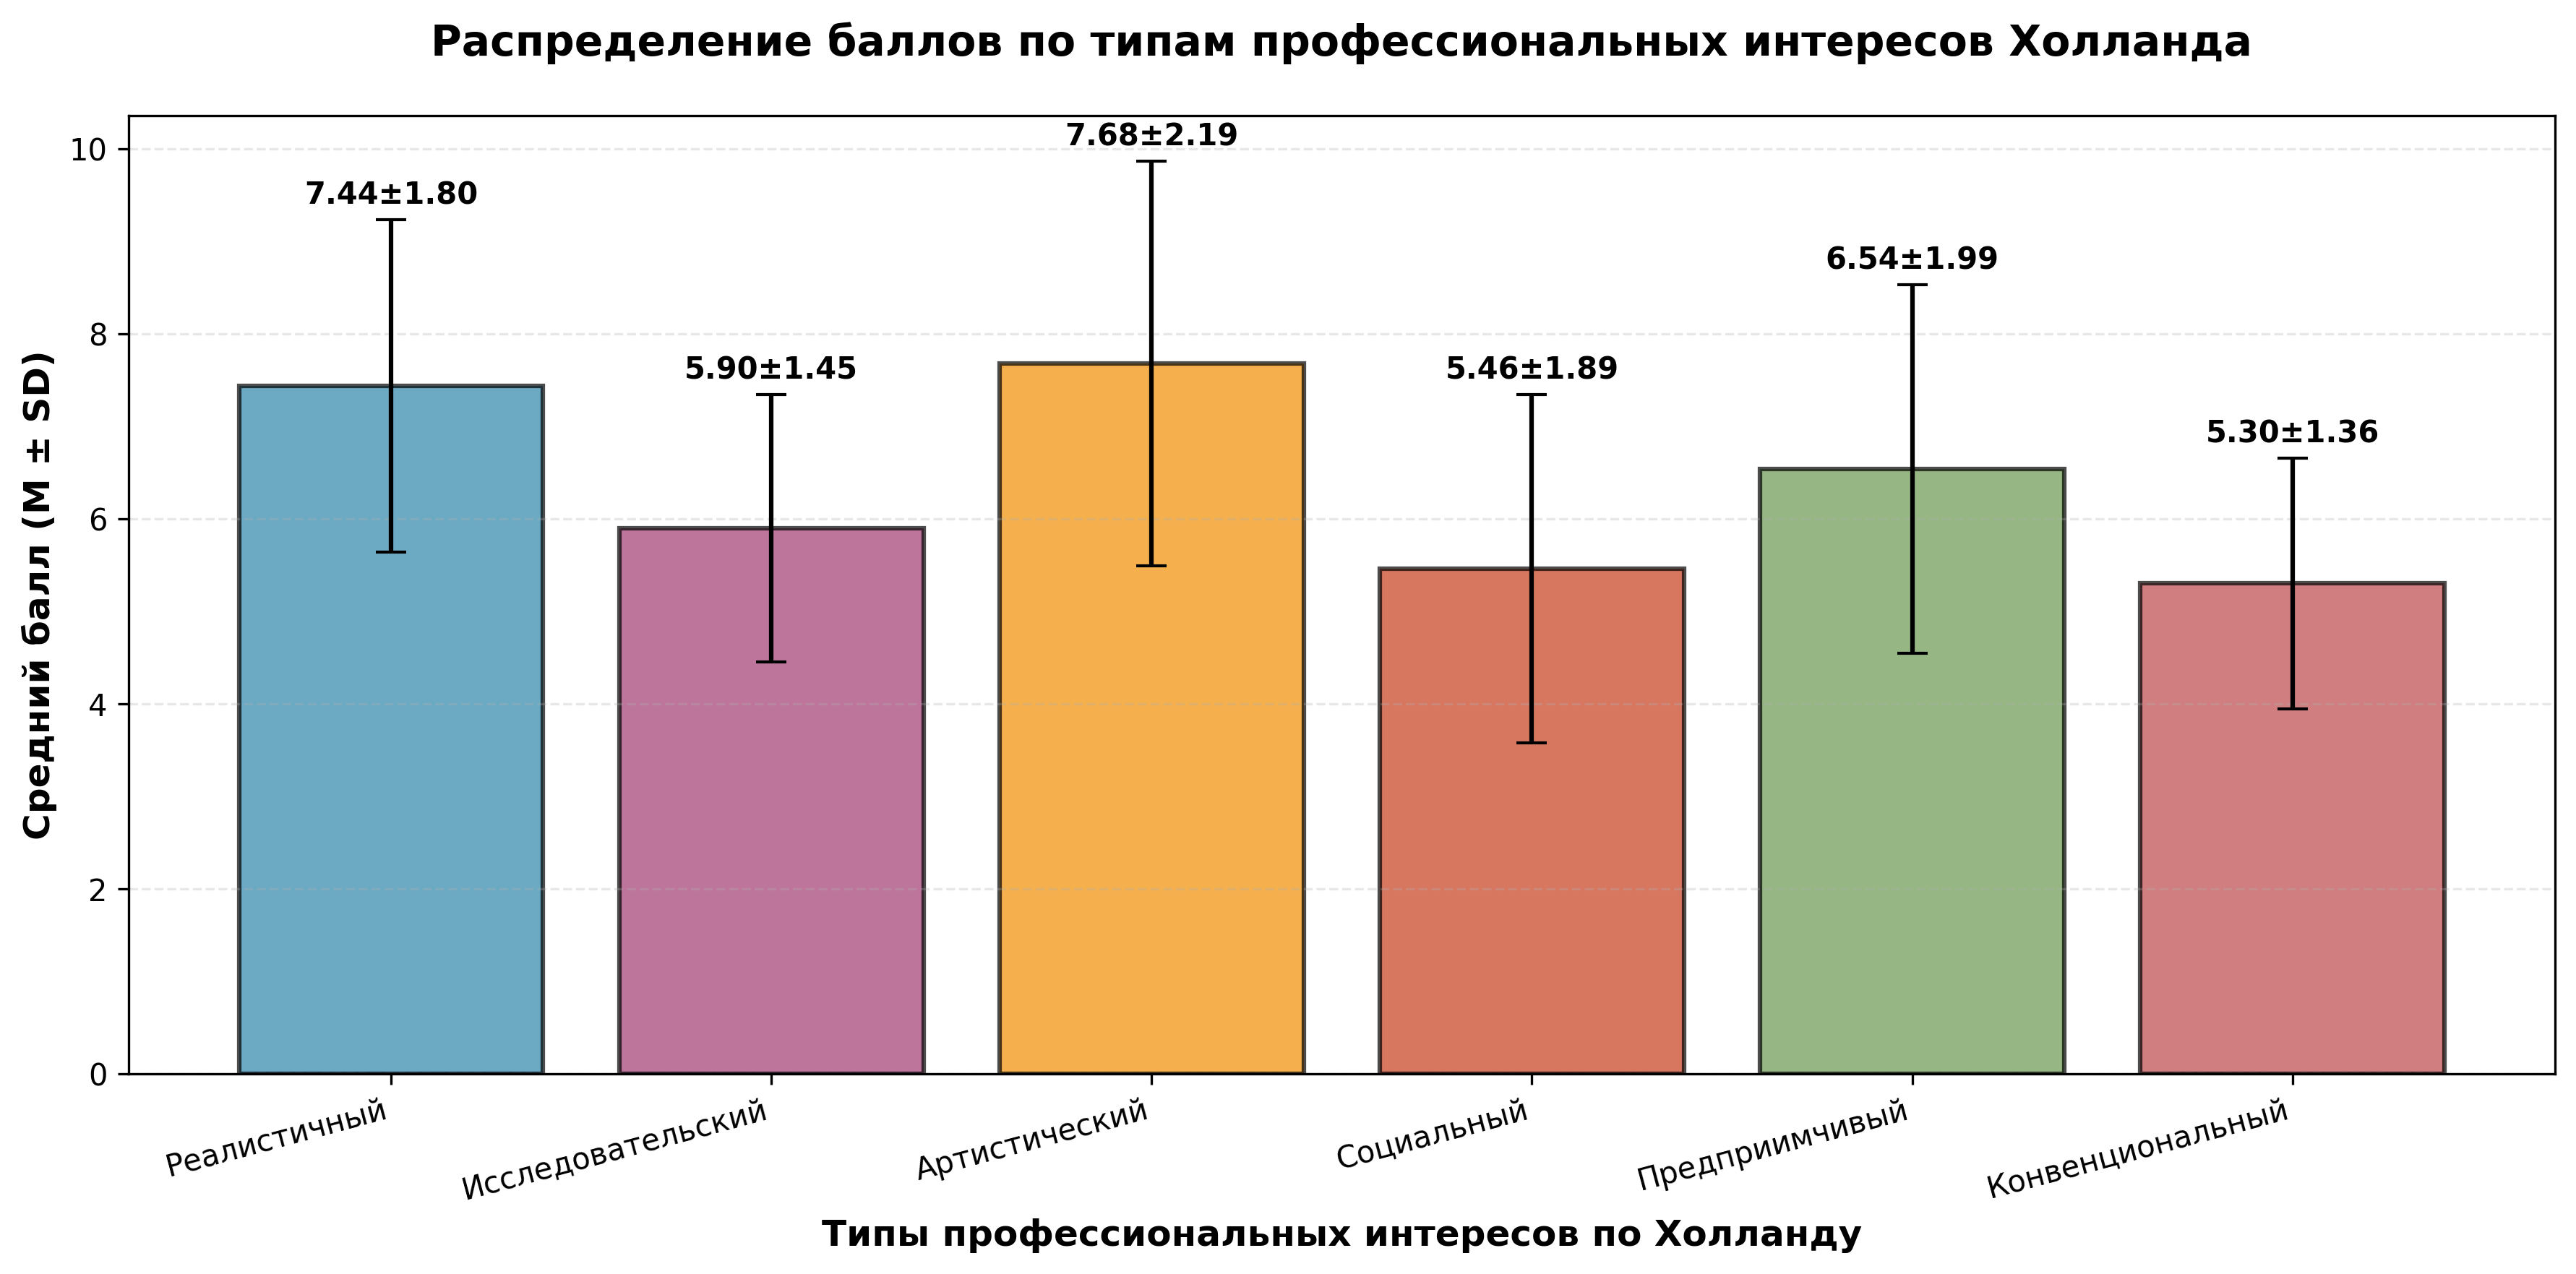 Распределение баллов по типам профессиональных интересов Холланда
Средний балл (M ± SD)
10
8
6
4
2
0
7.44±1.80
5.90±1.45
7.68±2.19
5.46±1.89
6.54±1.99
5.30±1.36
Реалистичный
Исследовательский
Артистический
Социальный
Предприимчивый
Конвенциональный
Типы профессиональных интересов по Холланду